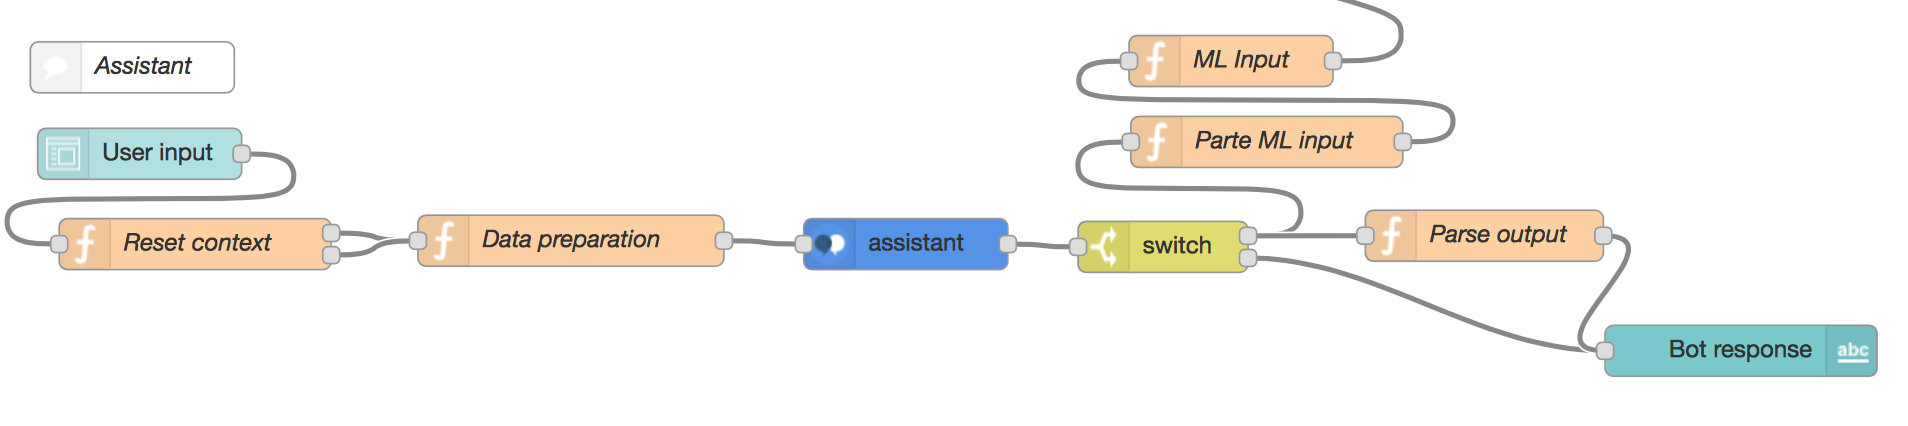 Assistant
ML Input
Parte ML input
User input
Reset context
Data preparation
assistant
switch
Parse output
Bot response
abc